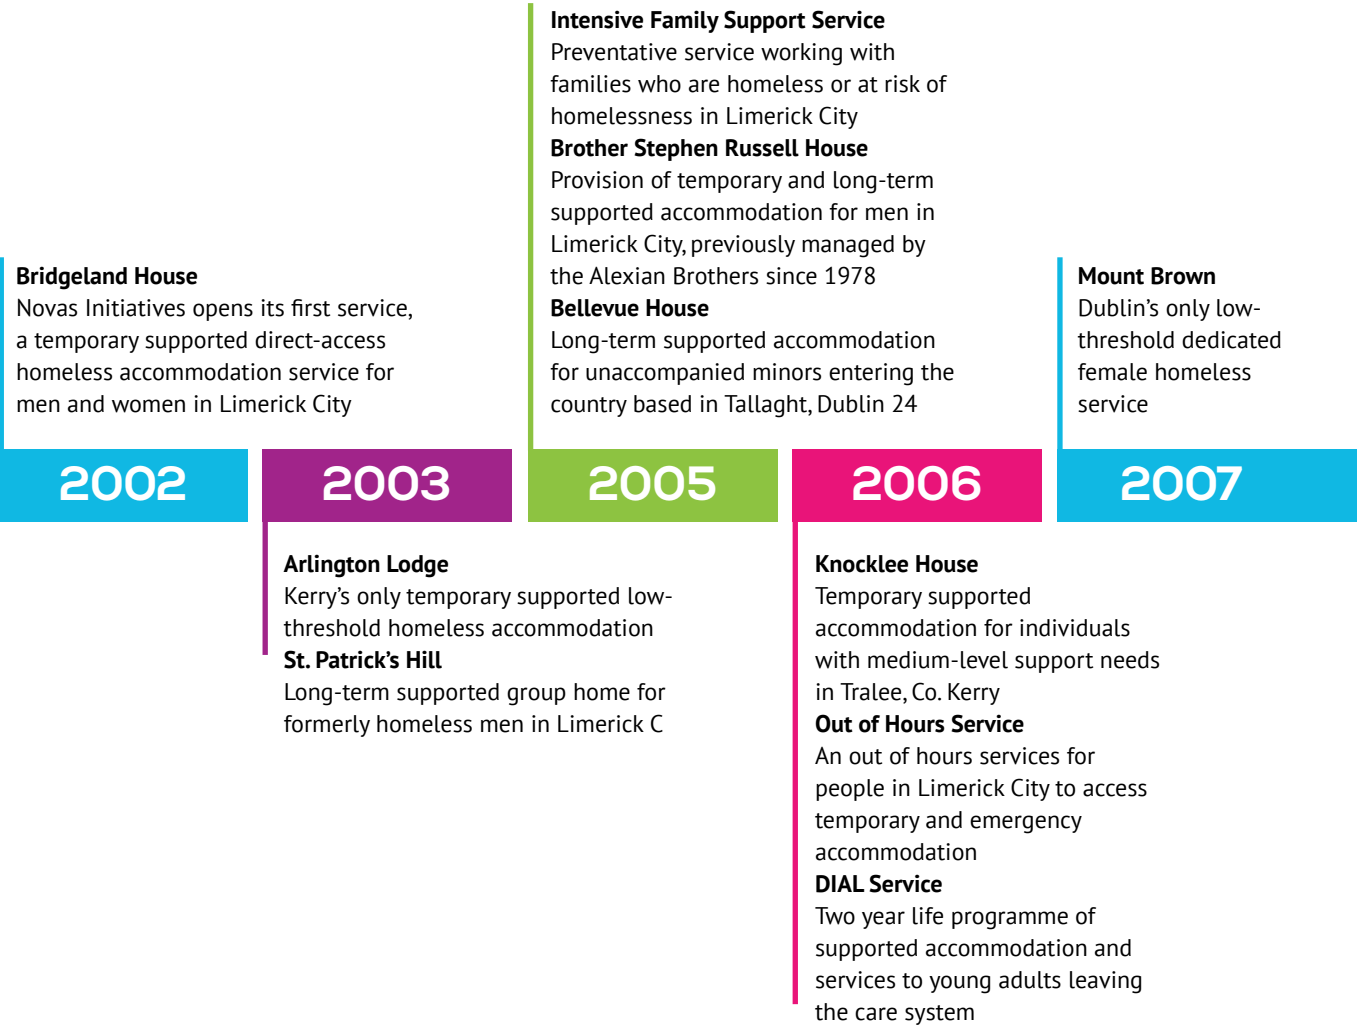 Intensive Family Support Service
Preventative service working with
families who are homeless or at risk of
homelessness in Limerick City
Brother Stephen Russell House
Provision of temporary and long-term
supported accommodation for men in
Limerick City, previously managed by
the Alexian Brothers since 1978
Bellevue House
Long-term supported accommodation
for unaccompanied minors entering the
country based in Tallaght, Dublin 24
Bridgeland House
Novas Initiatives opens its first service,
a temporary supported direct-access
homeless accommodation service for
men and women in Limerick City
Mount Brown
Dublin's only low-
threshold dedicated
female homeless
service
2002
2003
2005
2006
2007
Arlington Lodge
Kerry's only temporary supported low-
threshold homeless accommodation
St. Patrick's Hill
Long-term supported group home for
formerly homeless men in Limerick C
Knocklee House
Temporary supported
accommodation for individuals
with medium-level support needs
in Tralee, Co. Kerry
Out of Hours Service
An out of hours services for
people in Limerick City to access
temporary and emergency
accommodation
DIAL Service
Two year life programme of
supported accommodation and
services to young adults leaving
the care system